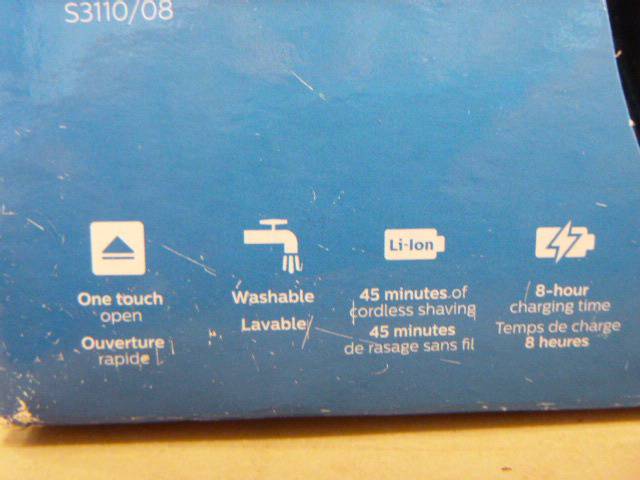 S3110/08
One touch
open
Ouverture
rapide
Washable
Lavable
Li-Ion
45 minutes of
cordless shaving
45 minutes
de rasage sans fil
8-hour
charging time
Temps de charge
8 heures